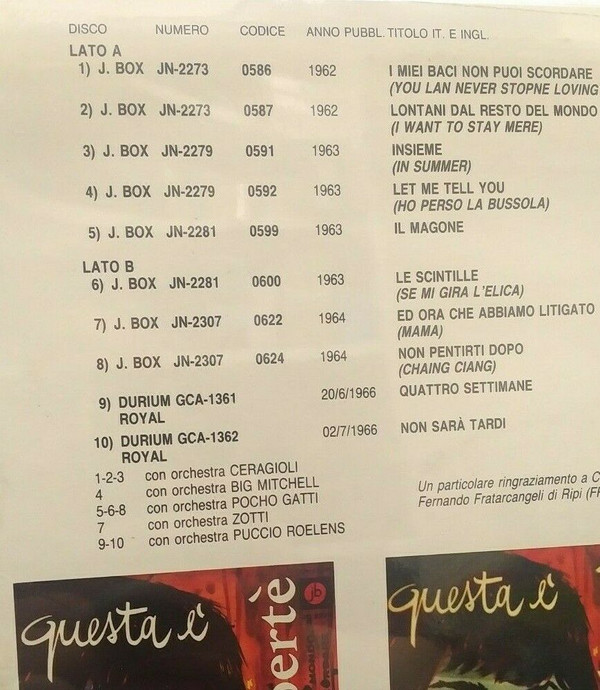 DISCO NUMERO CODICE ANNO PUBBL. TITOLO IT. E INGL.
LATO A
1) J. BOX JN-2273 0586 1962 I MIEI BACI NON PUOI SCORDARE
(YOU LAN NEVER STOPNE LOVING
2) J. BOX JN-2273 0587 1962 LONTANI DAL RESTO DEL MONDO
(I WANT TO STAY MERE)
3) J. BOX JN-2279 0591 1963 INSIEME
(IN SUMMER)
4) J. BOX JN-2279 0592 1963 LET ME TELL YOU
(HO PERSO LA BUSSOLA)
5) J. BOX JN-2281 0599 1963 IL MAGONE
LATO B
6) J. BOX JN-2281 0600 1963 LE SCINTILLE
(SE MI GIRA L'ELICA)
7) J. BOX JN-2307 0622 1964 ED ORA CHE ABBIAMO LITIGATO
(MAMA)
8) J. BOX JN-2307 0624 1964 NON PENTIRTI DOPO
(CHAING CIANG)
9) DURIUM GCA-1361 20/6/1966 QUATTRO SETTIMANE
ROYAL
10) DURIUM GCA-1362 02/7/1966 NON SARÀ TARDI
ROYAL
1-2-3 con orchestra CERAGIOLI
4 con orchestra BIG MITCHELL
5-6-8 con orchestra POCHO GATTI
7 con orchestra ZOTTI
9-10 con orchestra PUCCIO ROELENS
Un particolare ringraziamento a C
Fernando Fratarcangeli di Ripi (FR
questa è
bertè
jb
questa è